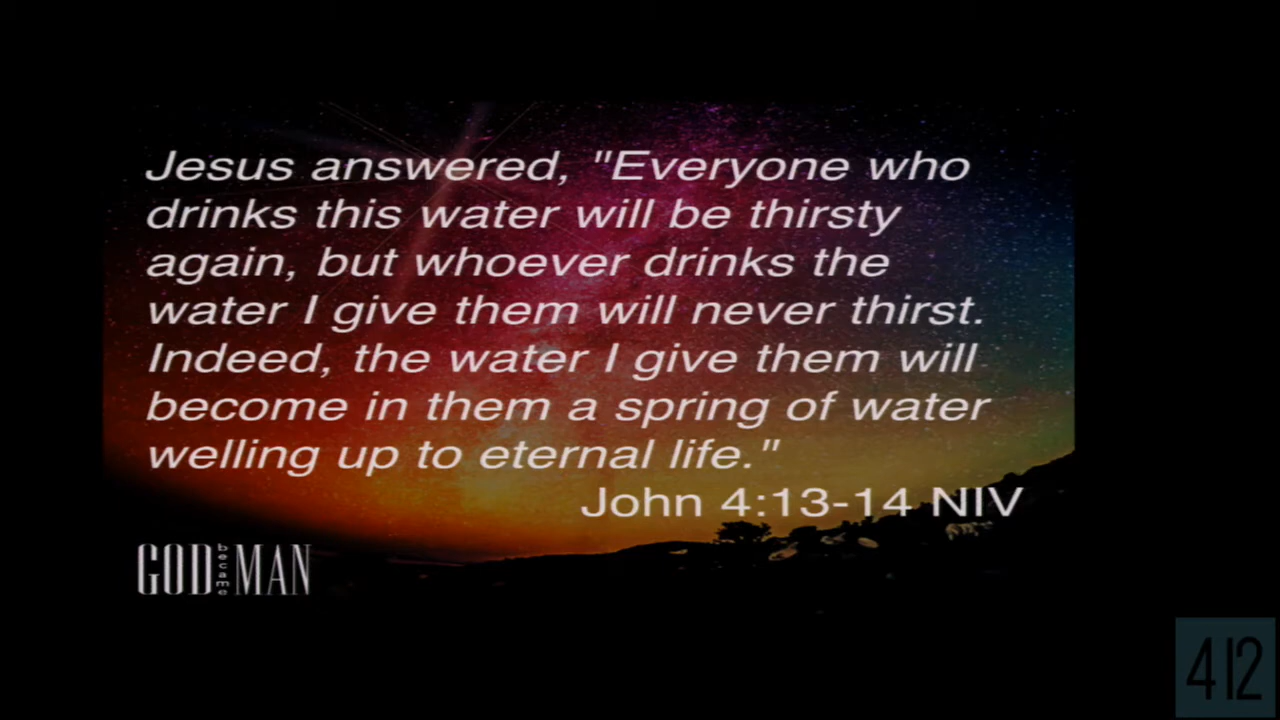 Jesus answered, "Everyone who
drinks this water will be thirsty
again, but whoever drinks the
water I give them will never thirst.
Indeed, the water I give them will
become in them a spring of water
welling up to eternal life."
John 4:13-14 NIV
GOD became MAN
412